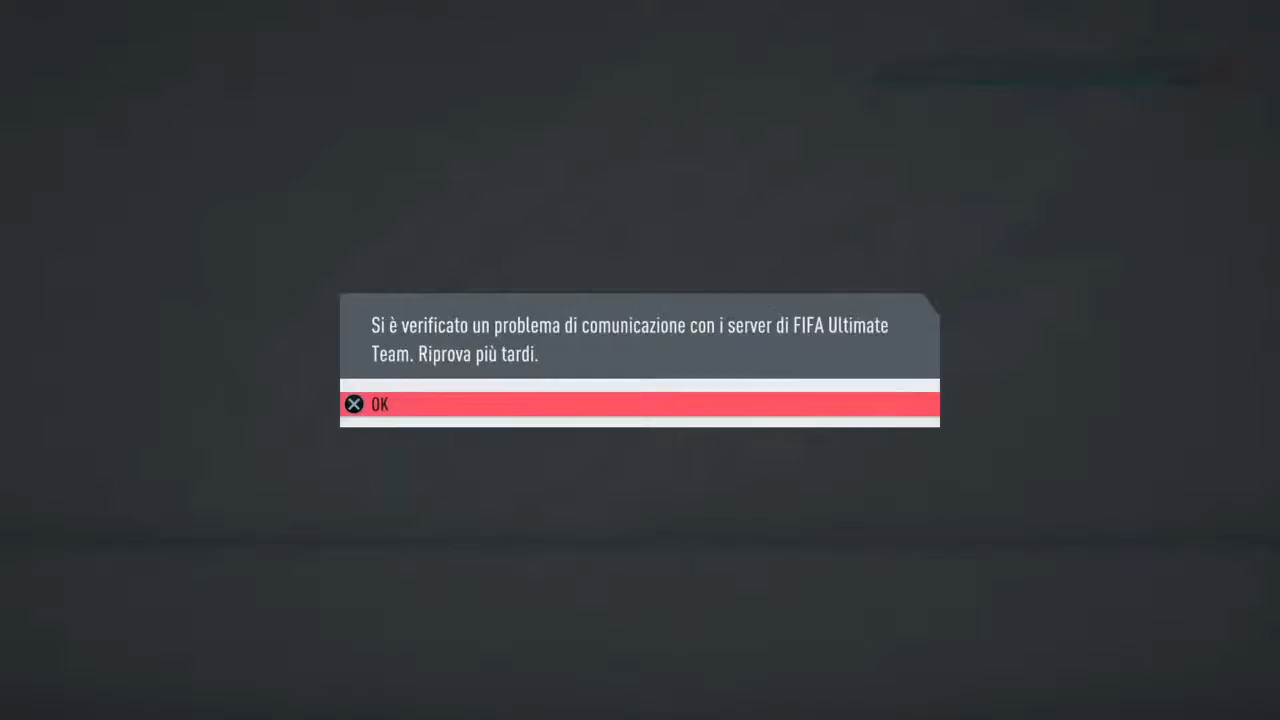 Si è verificato un problema di comunicazione con i server di FIFA Ultimate
Team. Riprova più tardi.
OK